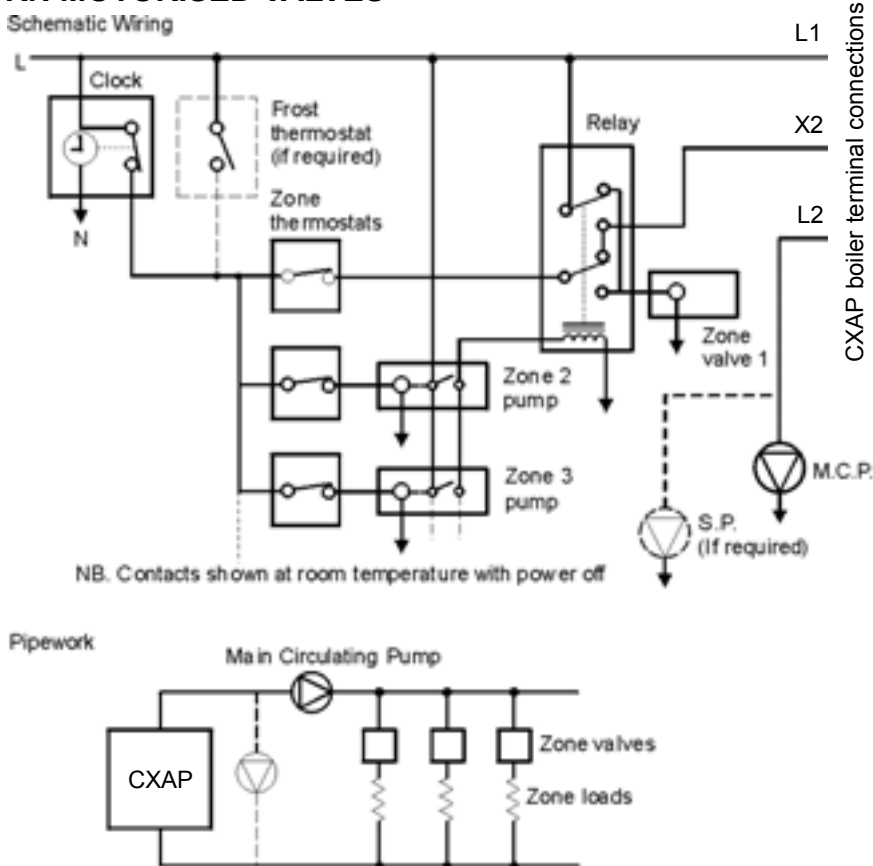 Schematic Wiring
L
L1
Clock
Frost
thermostat
(if required)
Relay
X2
N
Zone
thermostats
L2
Zone
valve 1
Zone 2
pump
Zone 3
pump
M.C.P.
S.P.
(If required)
CXAP boiler terminal connections
NB. Contacts shown at room temperature with power off
Pipework
Main Circulating Pump
CXAP
Zone valves
Zone loads